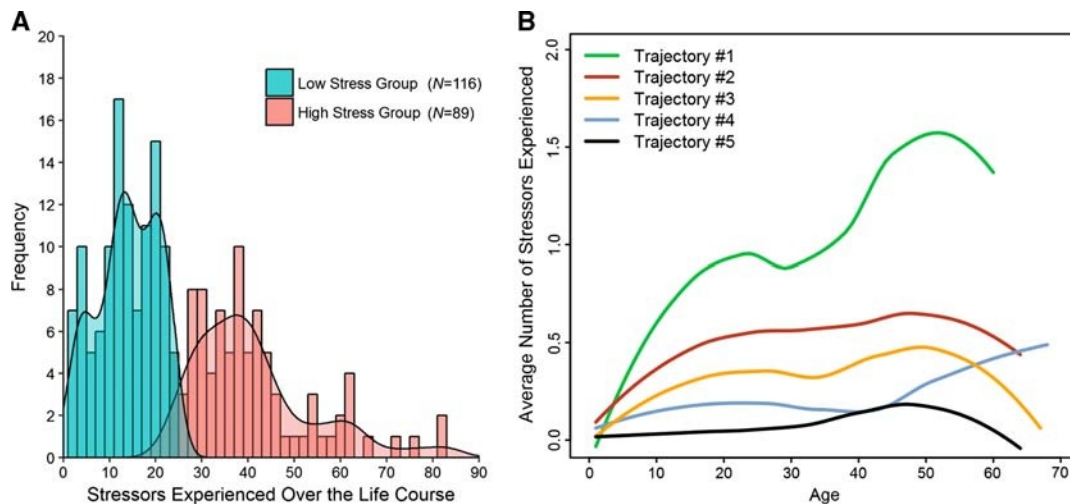 A
20
18
16
14
12
10
8
6
4
2
0
Frequency
Low Stress Group (N=116)
High Stress Group (N=89)
0 10 20 30 40 50 60 70 80 90
Stressors Experienced Over the Life Course
B
2.0
1.5
1.0
0.5
0.0
Average Number of Stressors Experienced
Trajectory #1
Trajectory #2
Trajectory #3
Trajectory #4
Trajectory #5
0 10 20 30 40 50 60 70
Age